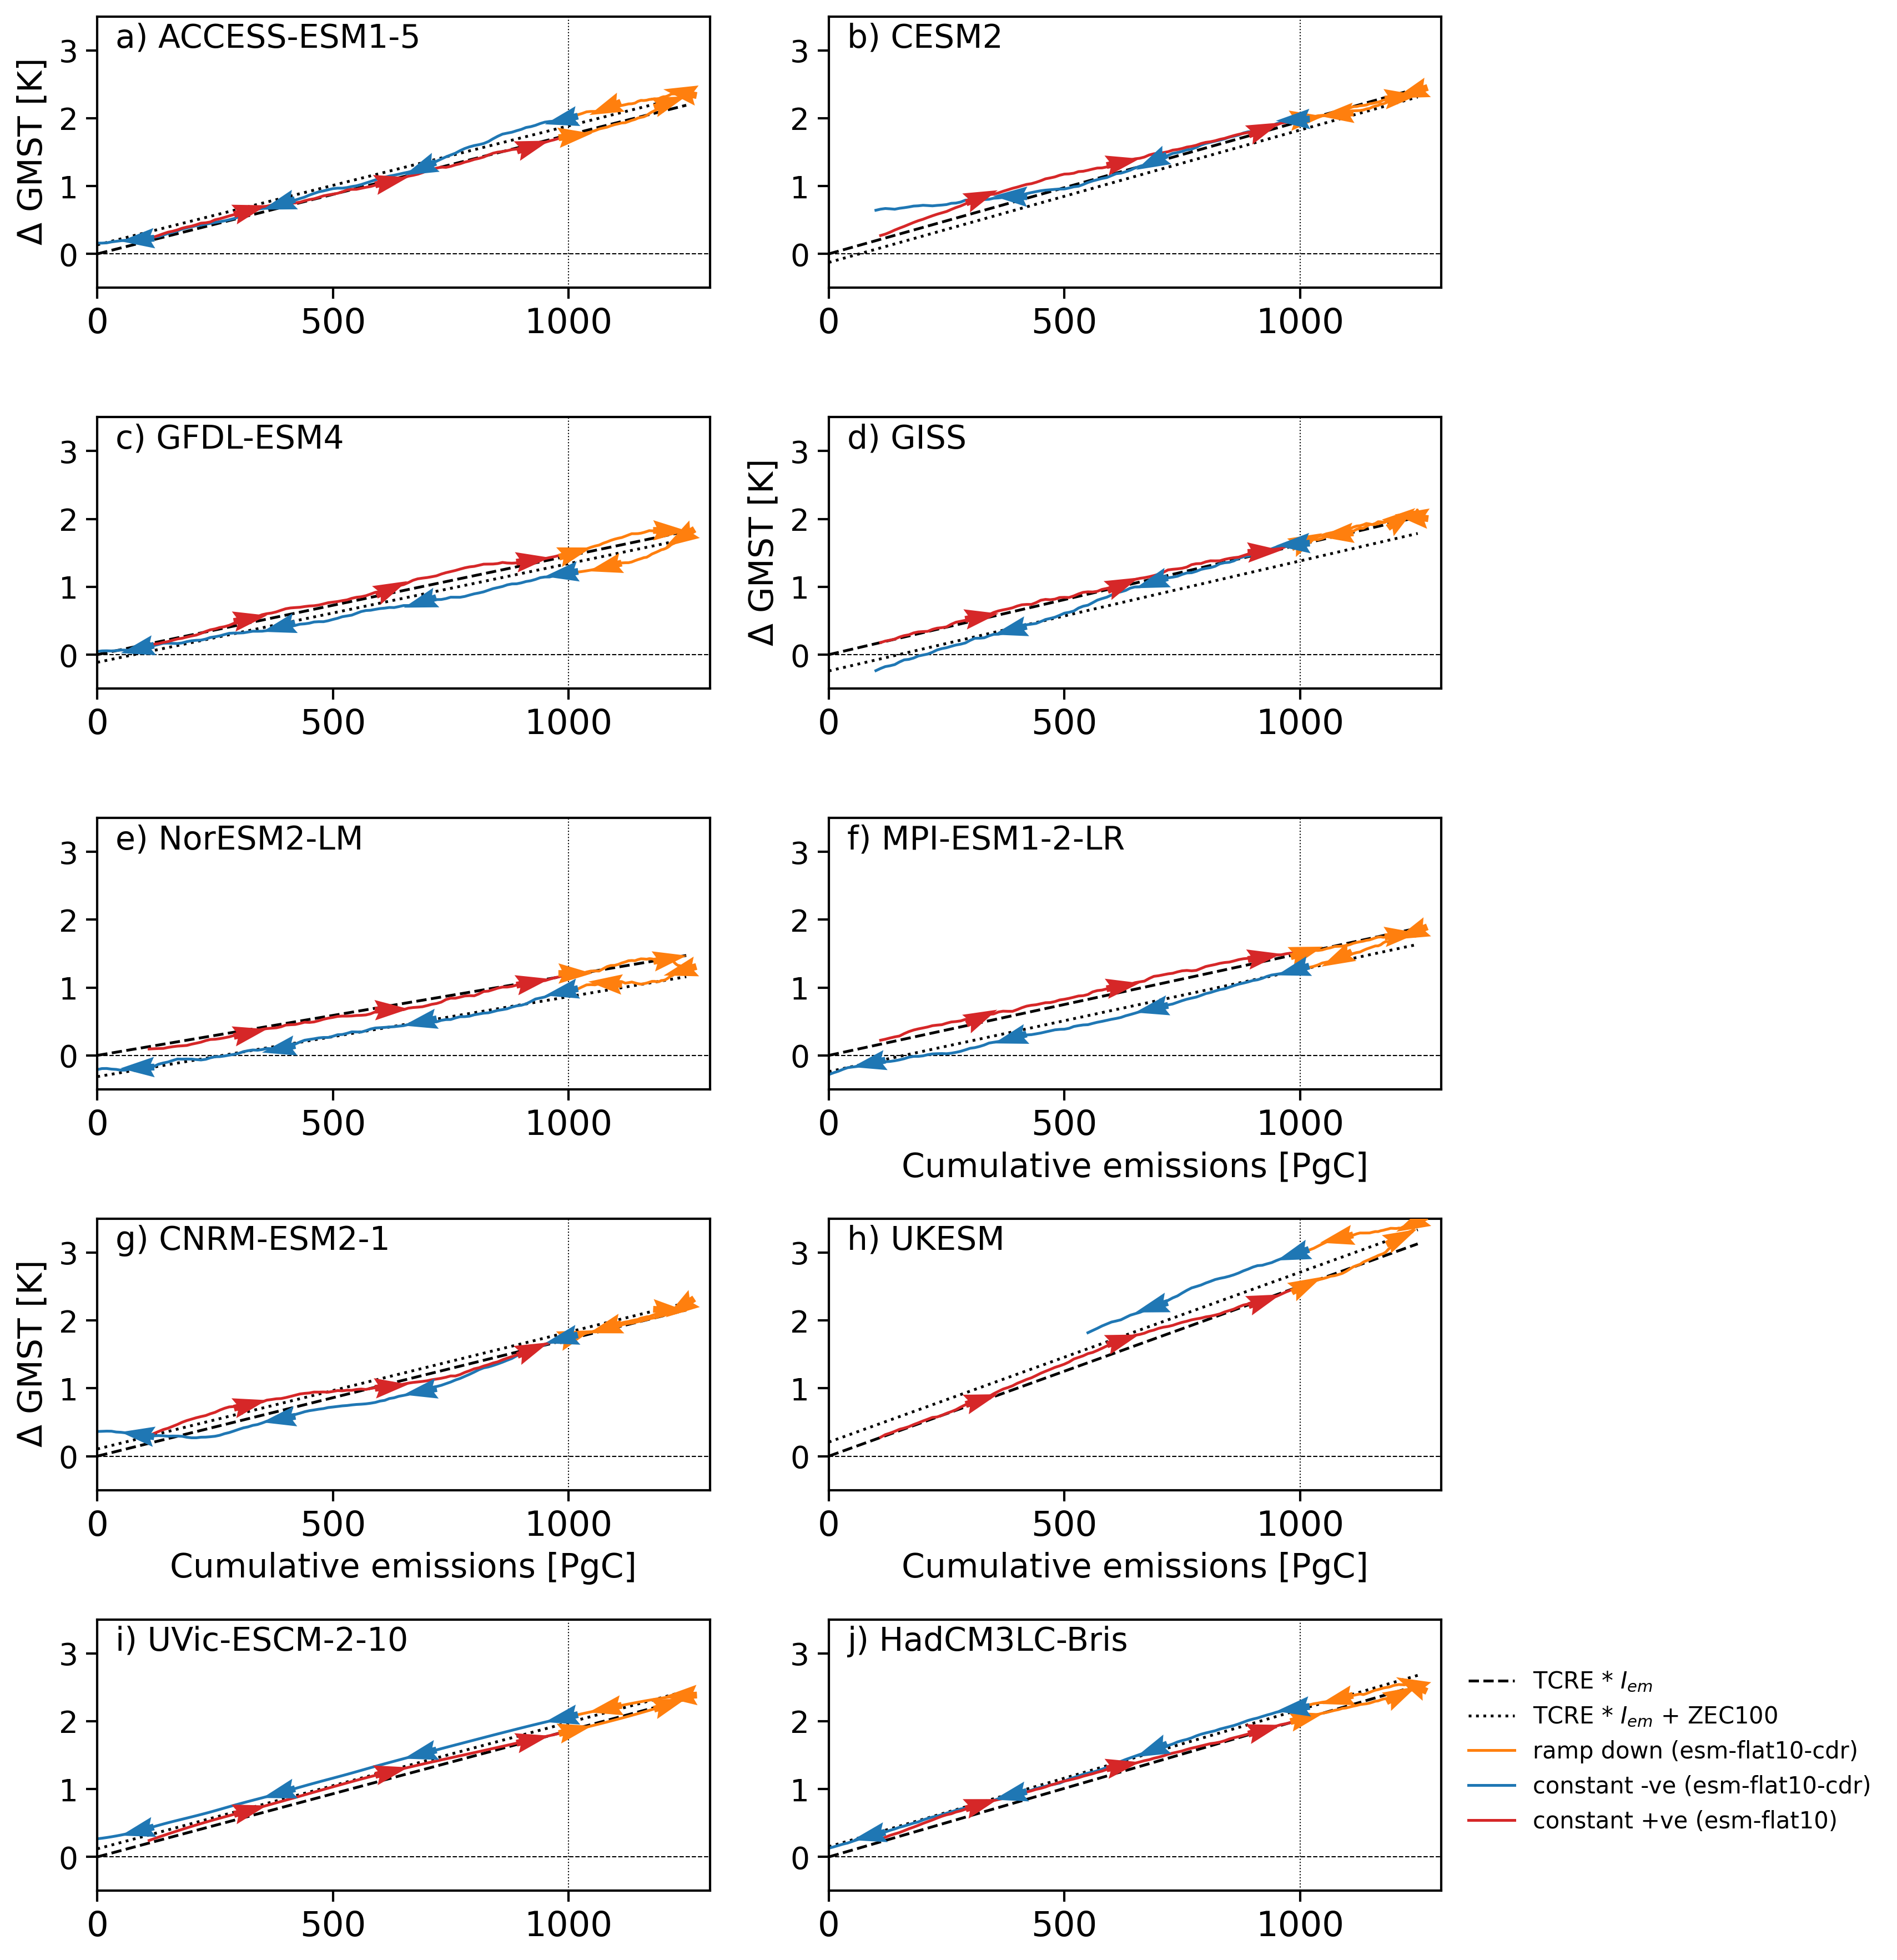 a) ACCESS-ESM1-5
Δ GMST [K]
3
2
1
0
0 500 1000
b) CESM2
3
2
1
0
0 500 1000
c) GFDL-ESM4
3
2
1
0
0 500 1000
d) GISS
Δ GMST [K]
3
2
1
0
0 500 1000
e) NorESM2-LM
3
2
1
0
0 500 1000
f) MPI-ESM1-2-LR
3
2
1
0
0 500 1000
Cumulative emissions [PgC]
g) CNRM-ESM2-1
Δ GMST [K]
3
2
1
0
0 500 1000
Cumulative emissions [PgC]
h) UKESM
3
2
1
0
0 500 1000
Cumulative emissions [PgC]
i) UVic-ESCM-2-10
3
2
1
0
0 500 1000
j) HadCM3LC-Bris
3
2
1
0
0 500 1000
TCRE * I_em
TCRE * I_em + ZEC100
ramp down (esm-flat10-cdr)
constant -ve (esm-flat10-cdr)
constant +ve (esm-flat10)